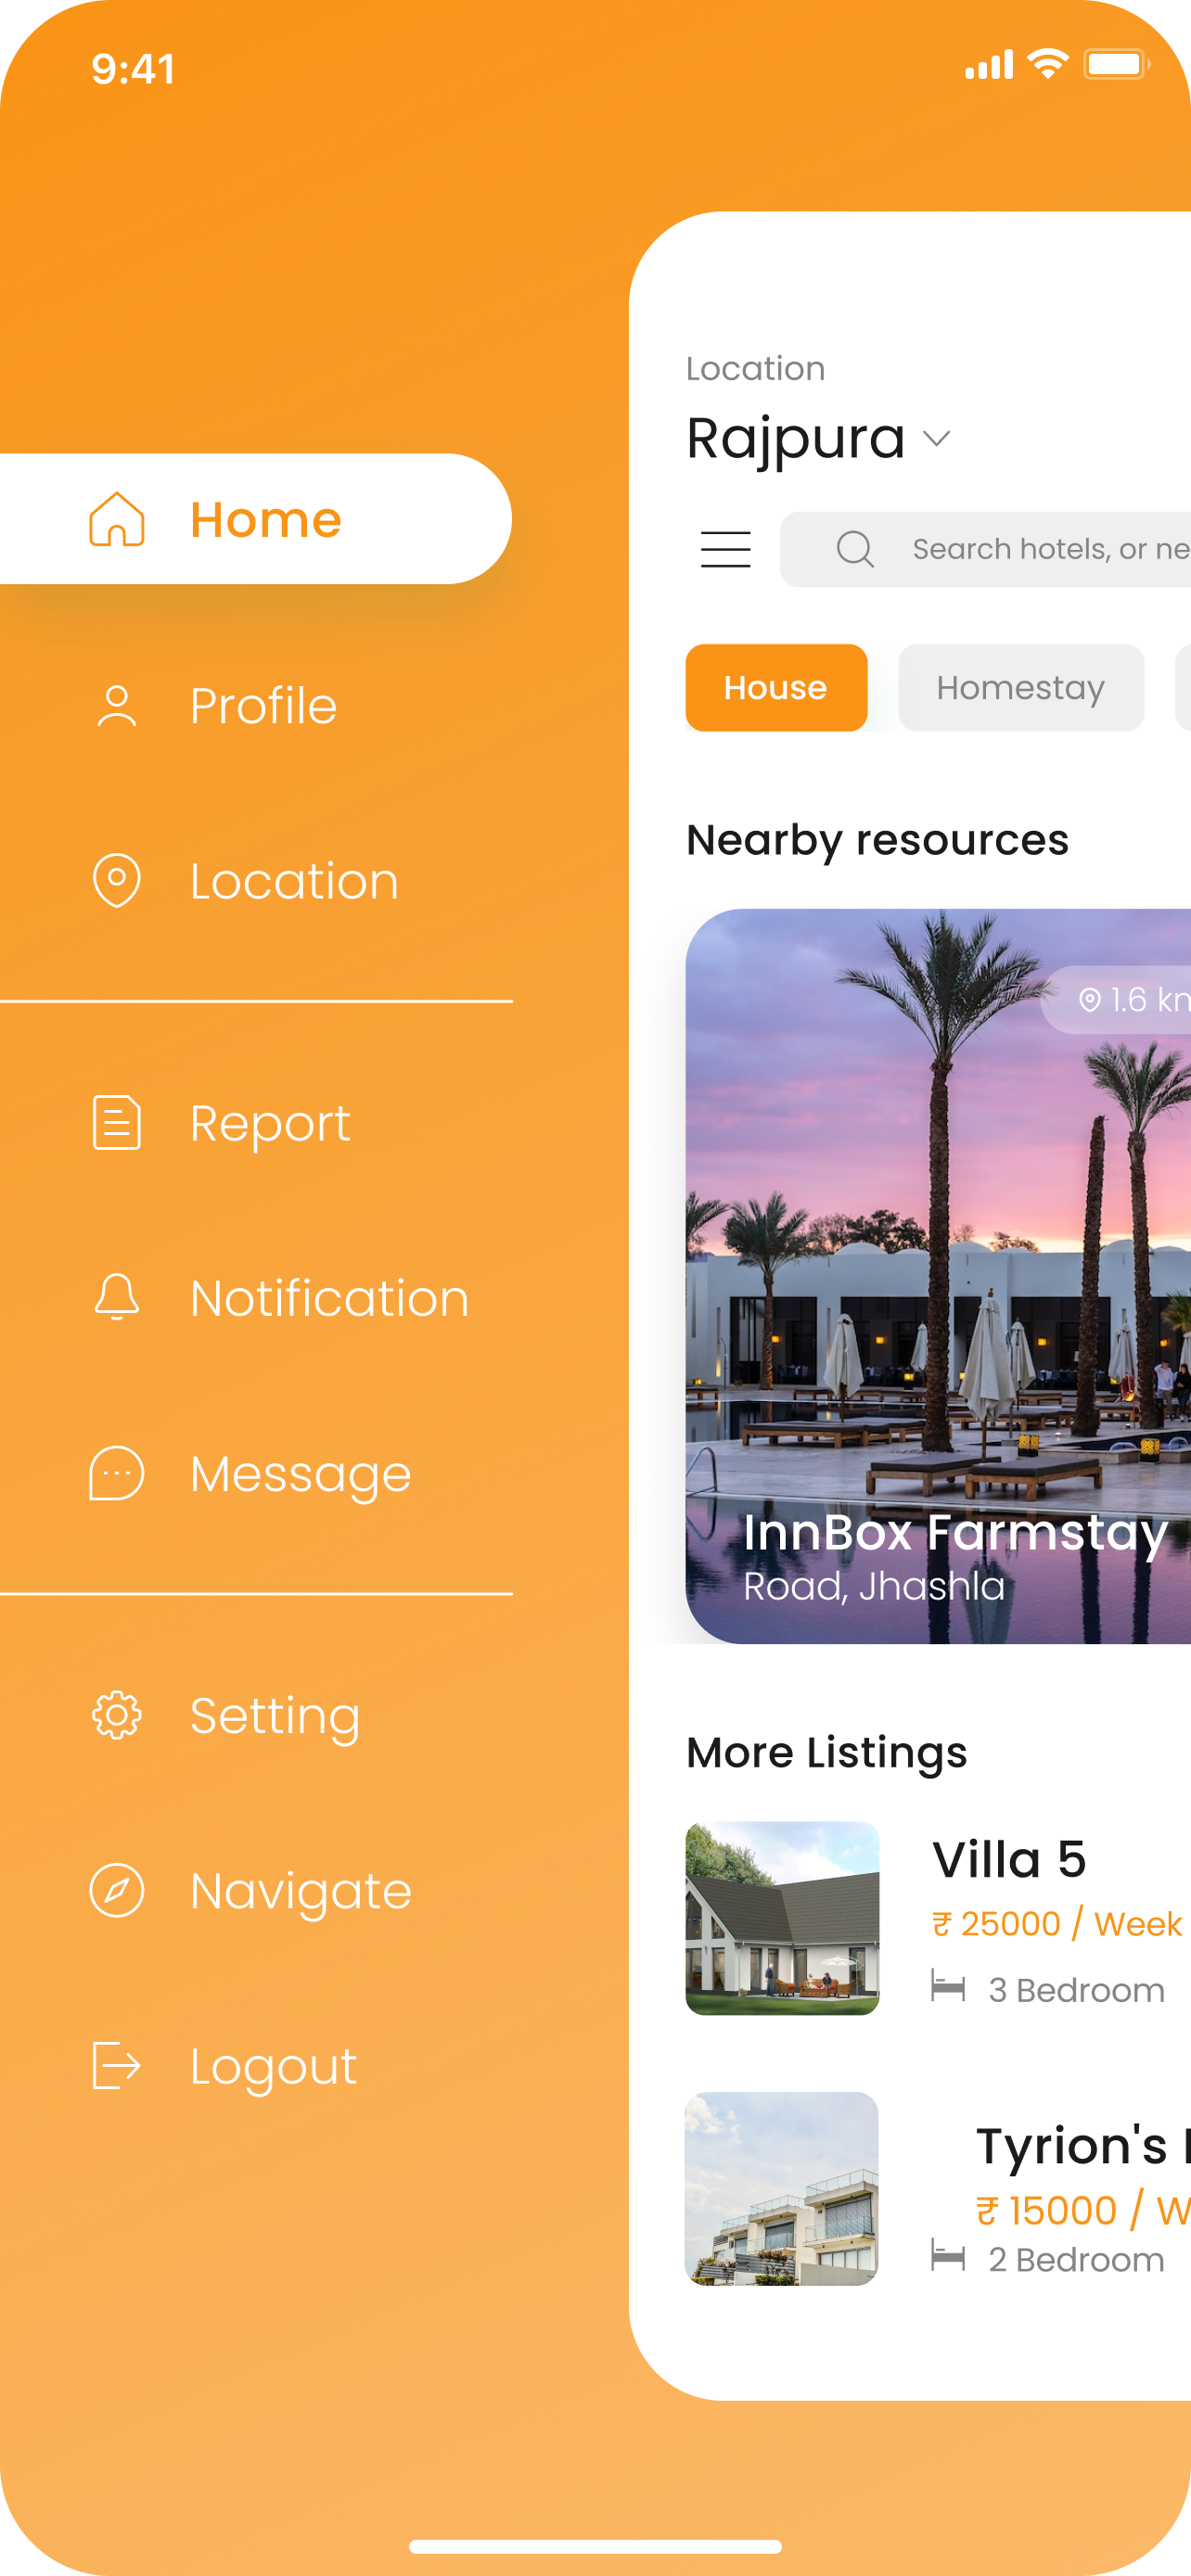 9:41
Home
Profile
Location
Report
Notification
Message
Setting
Navigate
Logout
Location
Rajpura
Search hotels, or ne
House
Homestay
Nearby resources
1.6 km
InnBox Farmstay
Road, Jhashla
More Listings
Villa 5
₹ 25000 / Week
3 Bedroom
Tyrion's
₹ 15000 / W
2 Bedroom